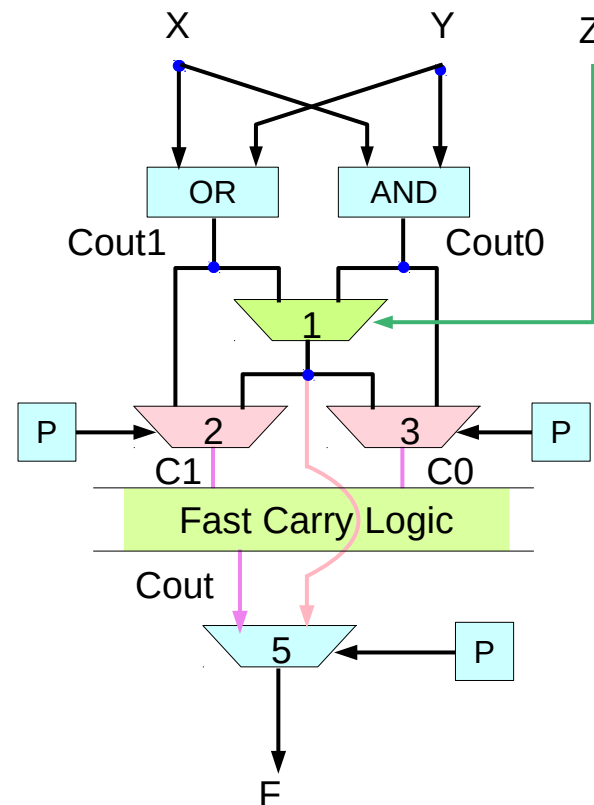 X Y Z
OR AND
Cout1 Cout0
1
P 2 3 P
C1 C0
Fast Carry Logic
Cout
5 P
F